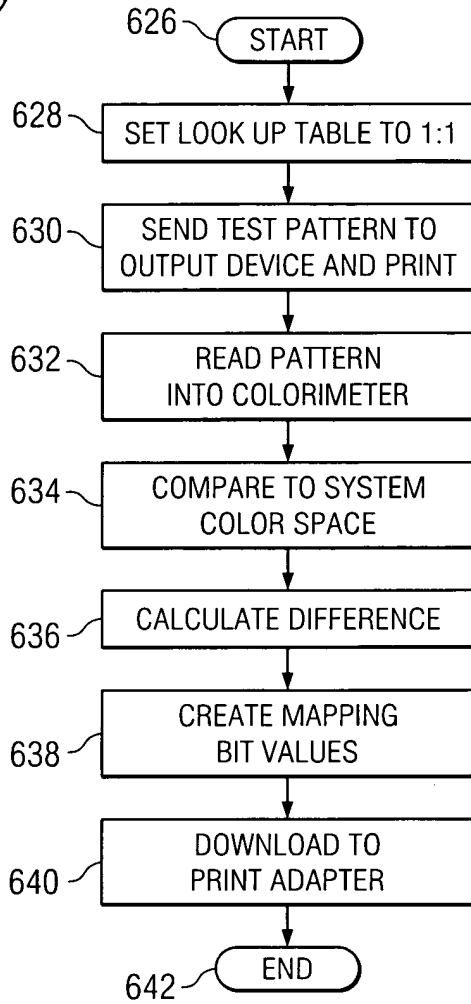 626
START
628
SET LOOK UP TABLE TO 1:1
630
SEND TEST PATTERN TO
OUTPUT DEVICE AND PRINT
632
READ PATTERN
INTO COLORIMETER
634
COMPARE TO SYSTEM
COLOR SPACE
636
CALCULATE DIFFERENCE
638
CREATE MAPPING
BIT VALUES
640
DOWNLOAD TO
PRINT ADAPTER
642
END